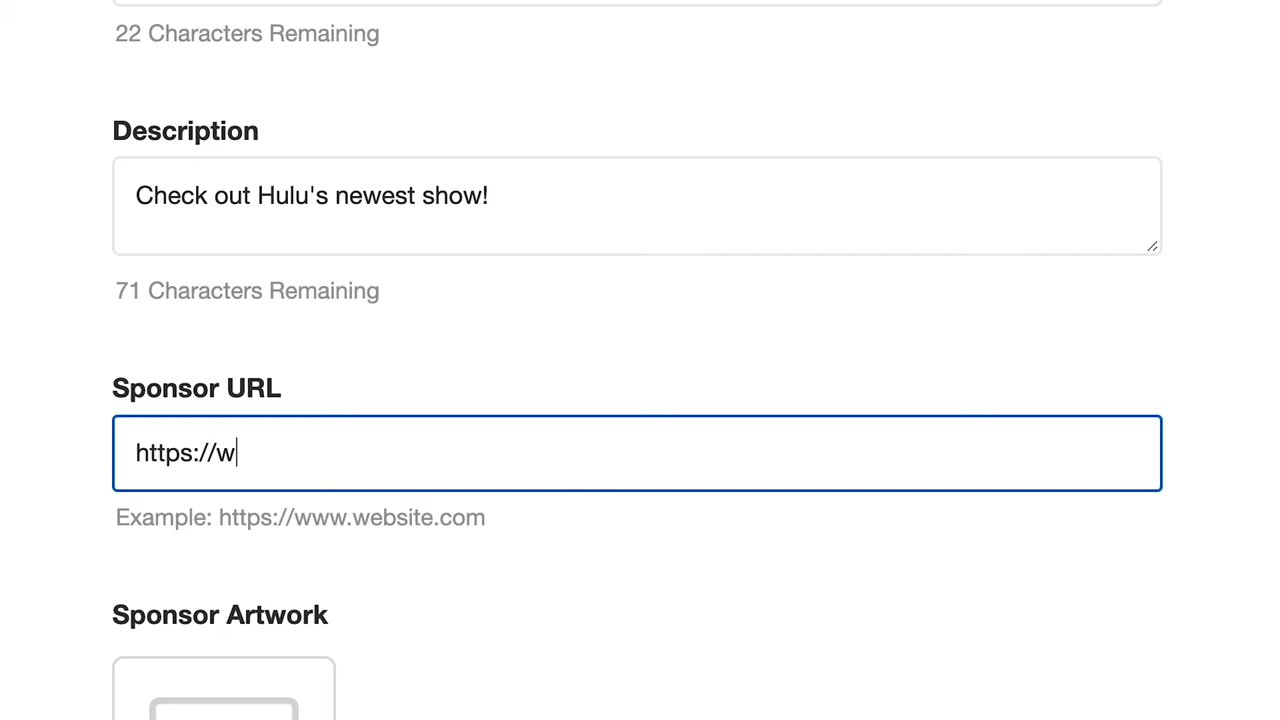 22 Characters Remaining
Description
Check out Hulu's newest show!
71 Characters Remaining
Sponsor URL
https://w
Example: https://www.website.com
Sponsor Artwork